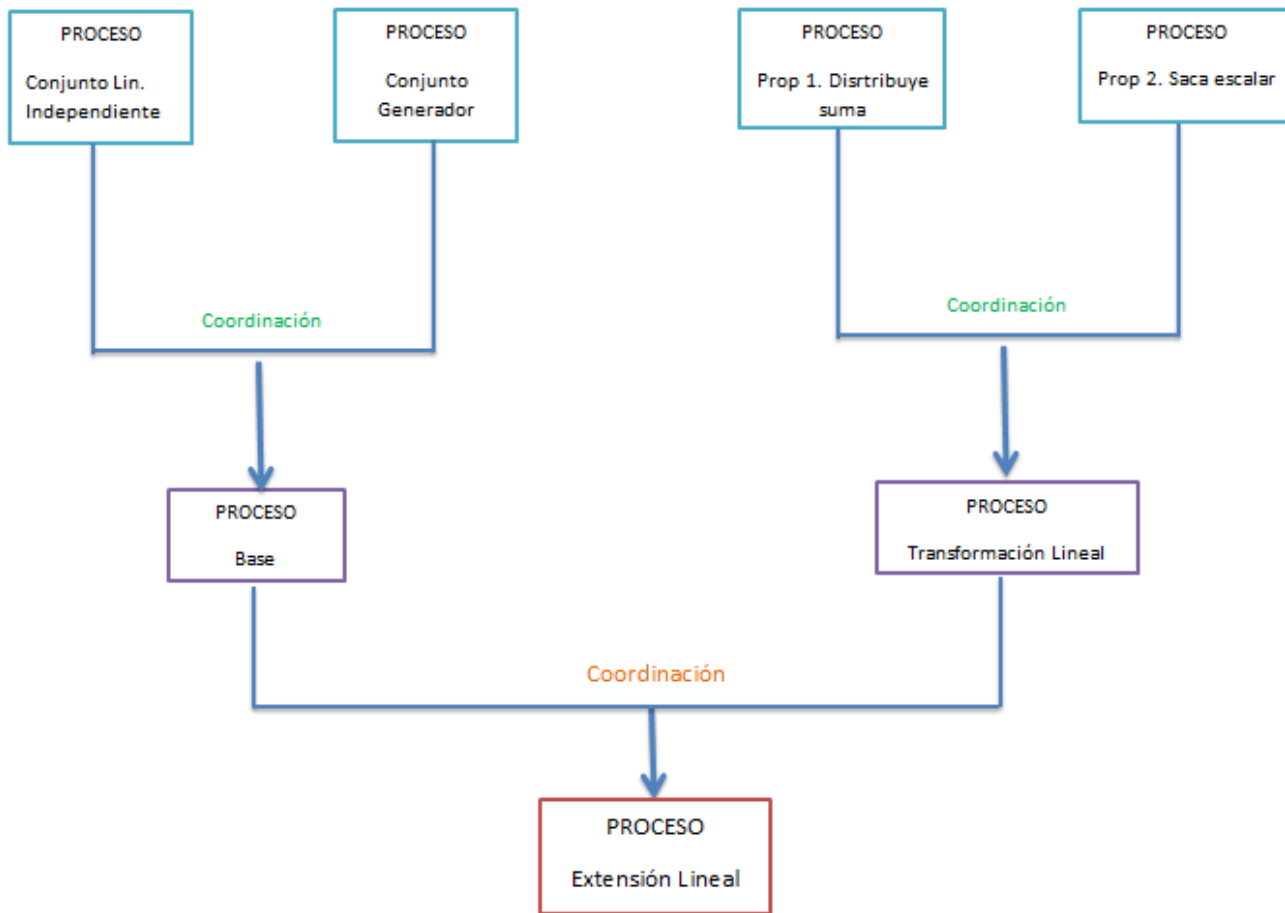 PROCESO
Conjunto Lin.
Independiente
PROCESO
Conjunto
Generador
PROCESO
Prop 1. Disrtribuye
suma
PROCESO
Prop 2. Saca escalar
Coordinación
Coordinación
PROCESO
Base
PROCESO
Transformación Lineal
Coordinación
PROCESO
Extensión Lineal